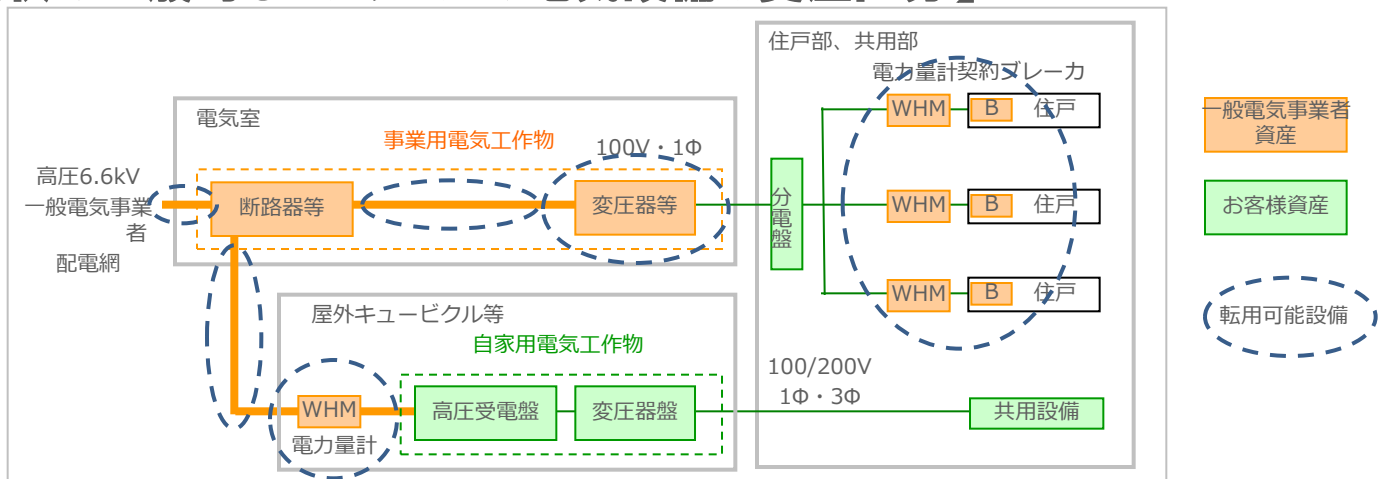 住戸部、共用部
電力量計契約ブレーカ
WHM
B
住戸
WHM
B
住戸
WHM
B
住戸
電気室
事業用電気工作物
100V・1Φ
高圧6.6kV
一般電気事業
者
配電網
断路器等
変圧器等
分電盤
屋外キュービクル等
自家用電気工作物
WHM
電力量計
高圧受電盤
変圧器盤
100/200V
1Φ・3Φ
共用設備
一般電気事業者
資産
お客様資産
転用可能設備